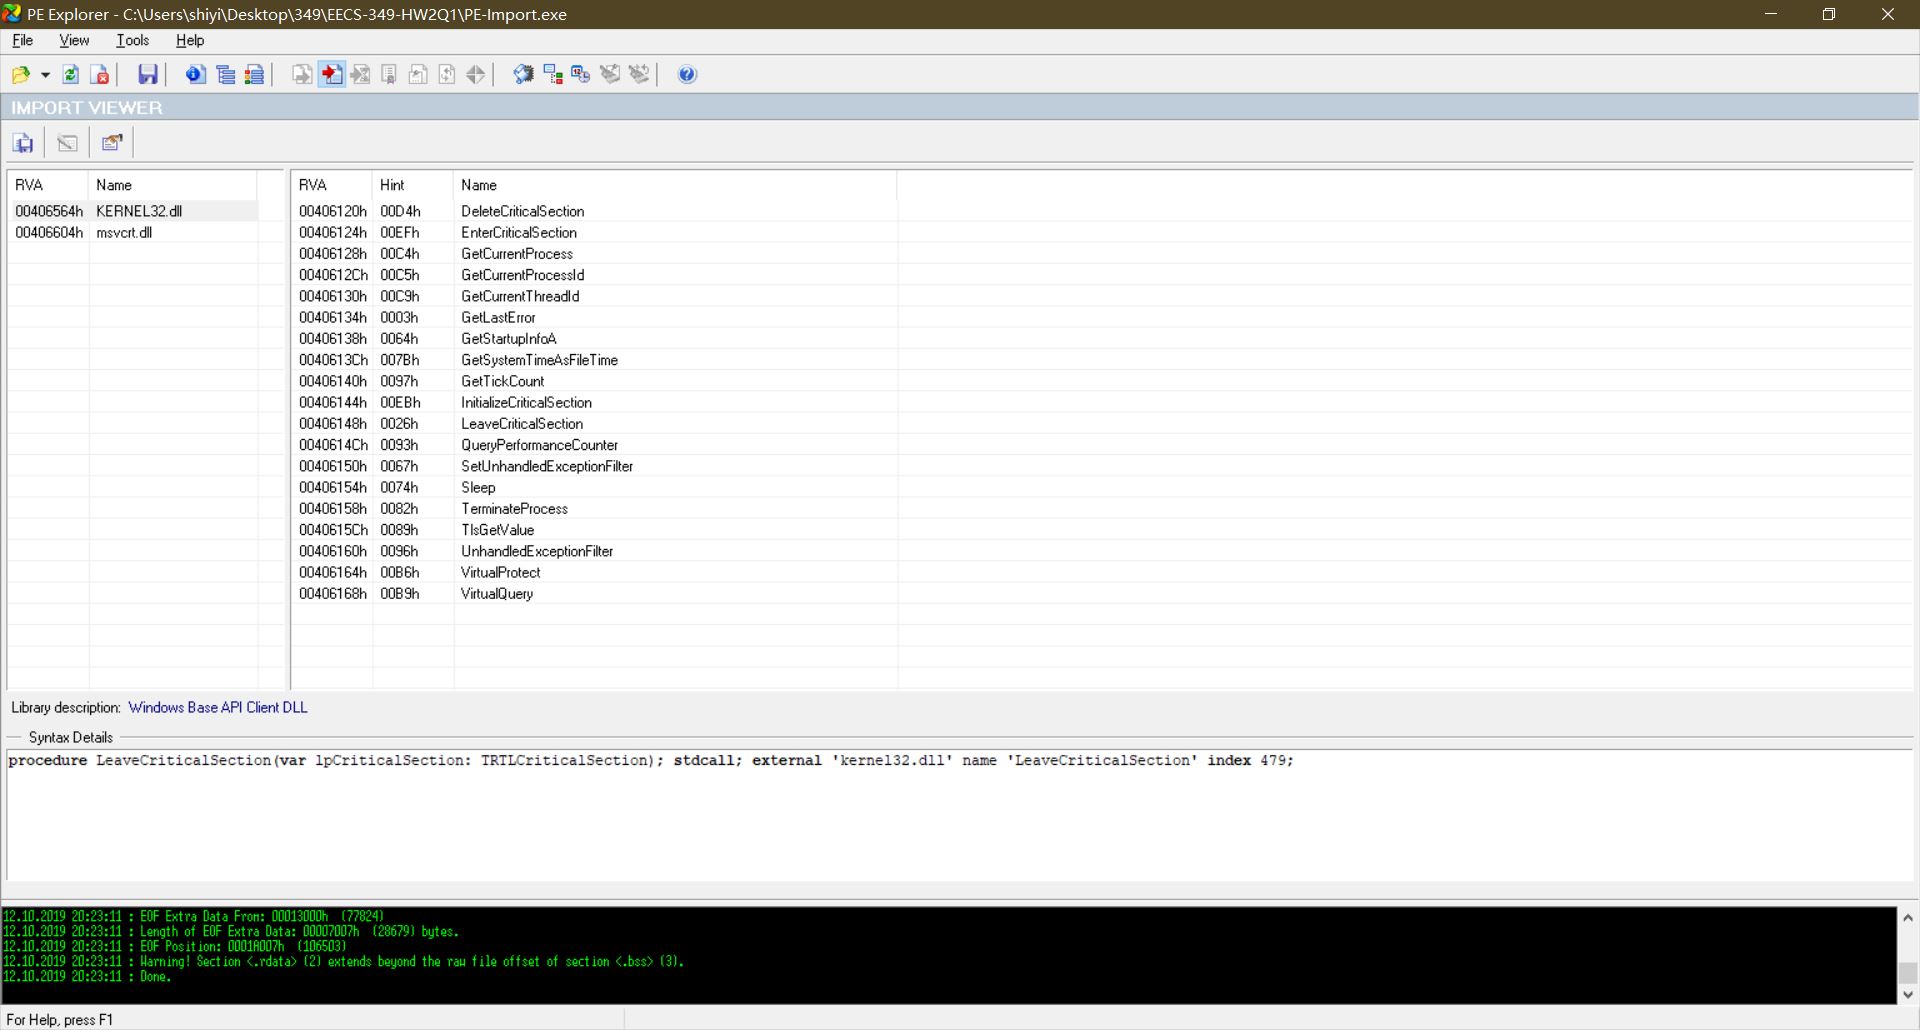 PE Explorer - C:\Users\shiyi\Desktop\349\EECS-349-HW2Q1\PE-Import.exe
File View Tools Help
IMPORT VIEWER
RVA Name
00406564h KERNEL32.dll
00406604h msvcrt.dll
RVA Hint Name
00406120h 00D4h DeleteCriticalSection
00406124h 00EFh EnterCriticalSection
00406128h 00C4h GetCurrentProcess
0040612Ch 00C5h GetCurrentProcessId
00406130h 00C9h GetCurrentThreadId
00406134h 0003h GetLastError
00406138h 0064h GetStartupInfoA
0040613Ch 007Bh GetSystemTimeAsFileTime
00406140h 0097h GetTickCount
00406144h 00EBh InitializeCriticalSection
00406148h 0026h LeaveCriticalSection
0040614Ch 0093h QueryPerformanceCounter
00406150h 0067h SetUnhandledExceptionFilter
00406154h 0074h Sleep
00406158h 0082h TerminateProcess
0040615Ch 0089h TlsGetValue
00406160h 0096h UnhandledExceptionFilter
00406164h 00B6h VirtualProtect
00406168h 00B9h VirtualQuery
Library description: Windows Base API Client DLL
Syntax Details
procedure LeaveCriticalSection(var lpCriticalSection: TRTLCriticalSection); stdcall; external 'kernel32.dll' name 'LeaveCriticalSection' index 479;
12.10.2019 20:23:11 : EOF Extra Data From: 00013000h (77824)
12.10.2019 20:23:11 : Length of EOF Extra Data: 00007007h (28679) bytes.
12.10.2019 20:23:11 : EOF Position: 0001A007h (106503)
12.10.2019 20:23:11 : Warning! Section <.rdata> (2) extends beyond the raw file offset of section <.bss> (3).
12.10.2019 20:23:11 : Done.
For Help, press F1